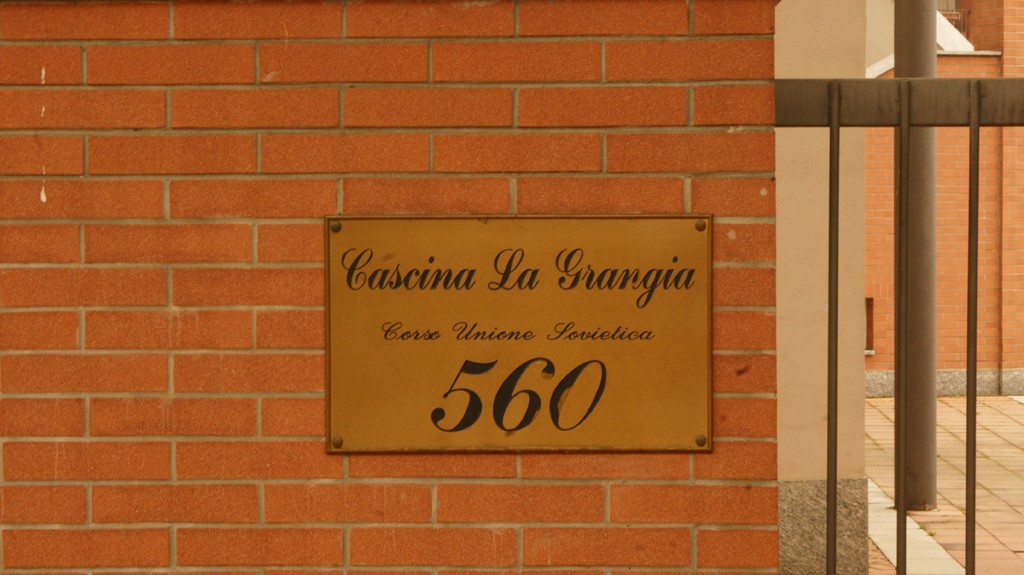 Cascina La Grangia
Corso Unione Sovietica
560